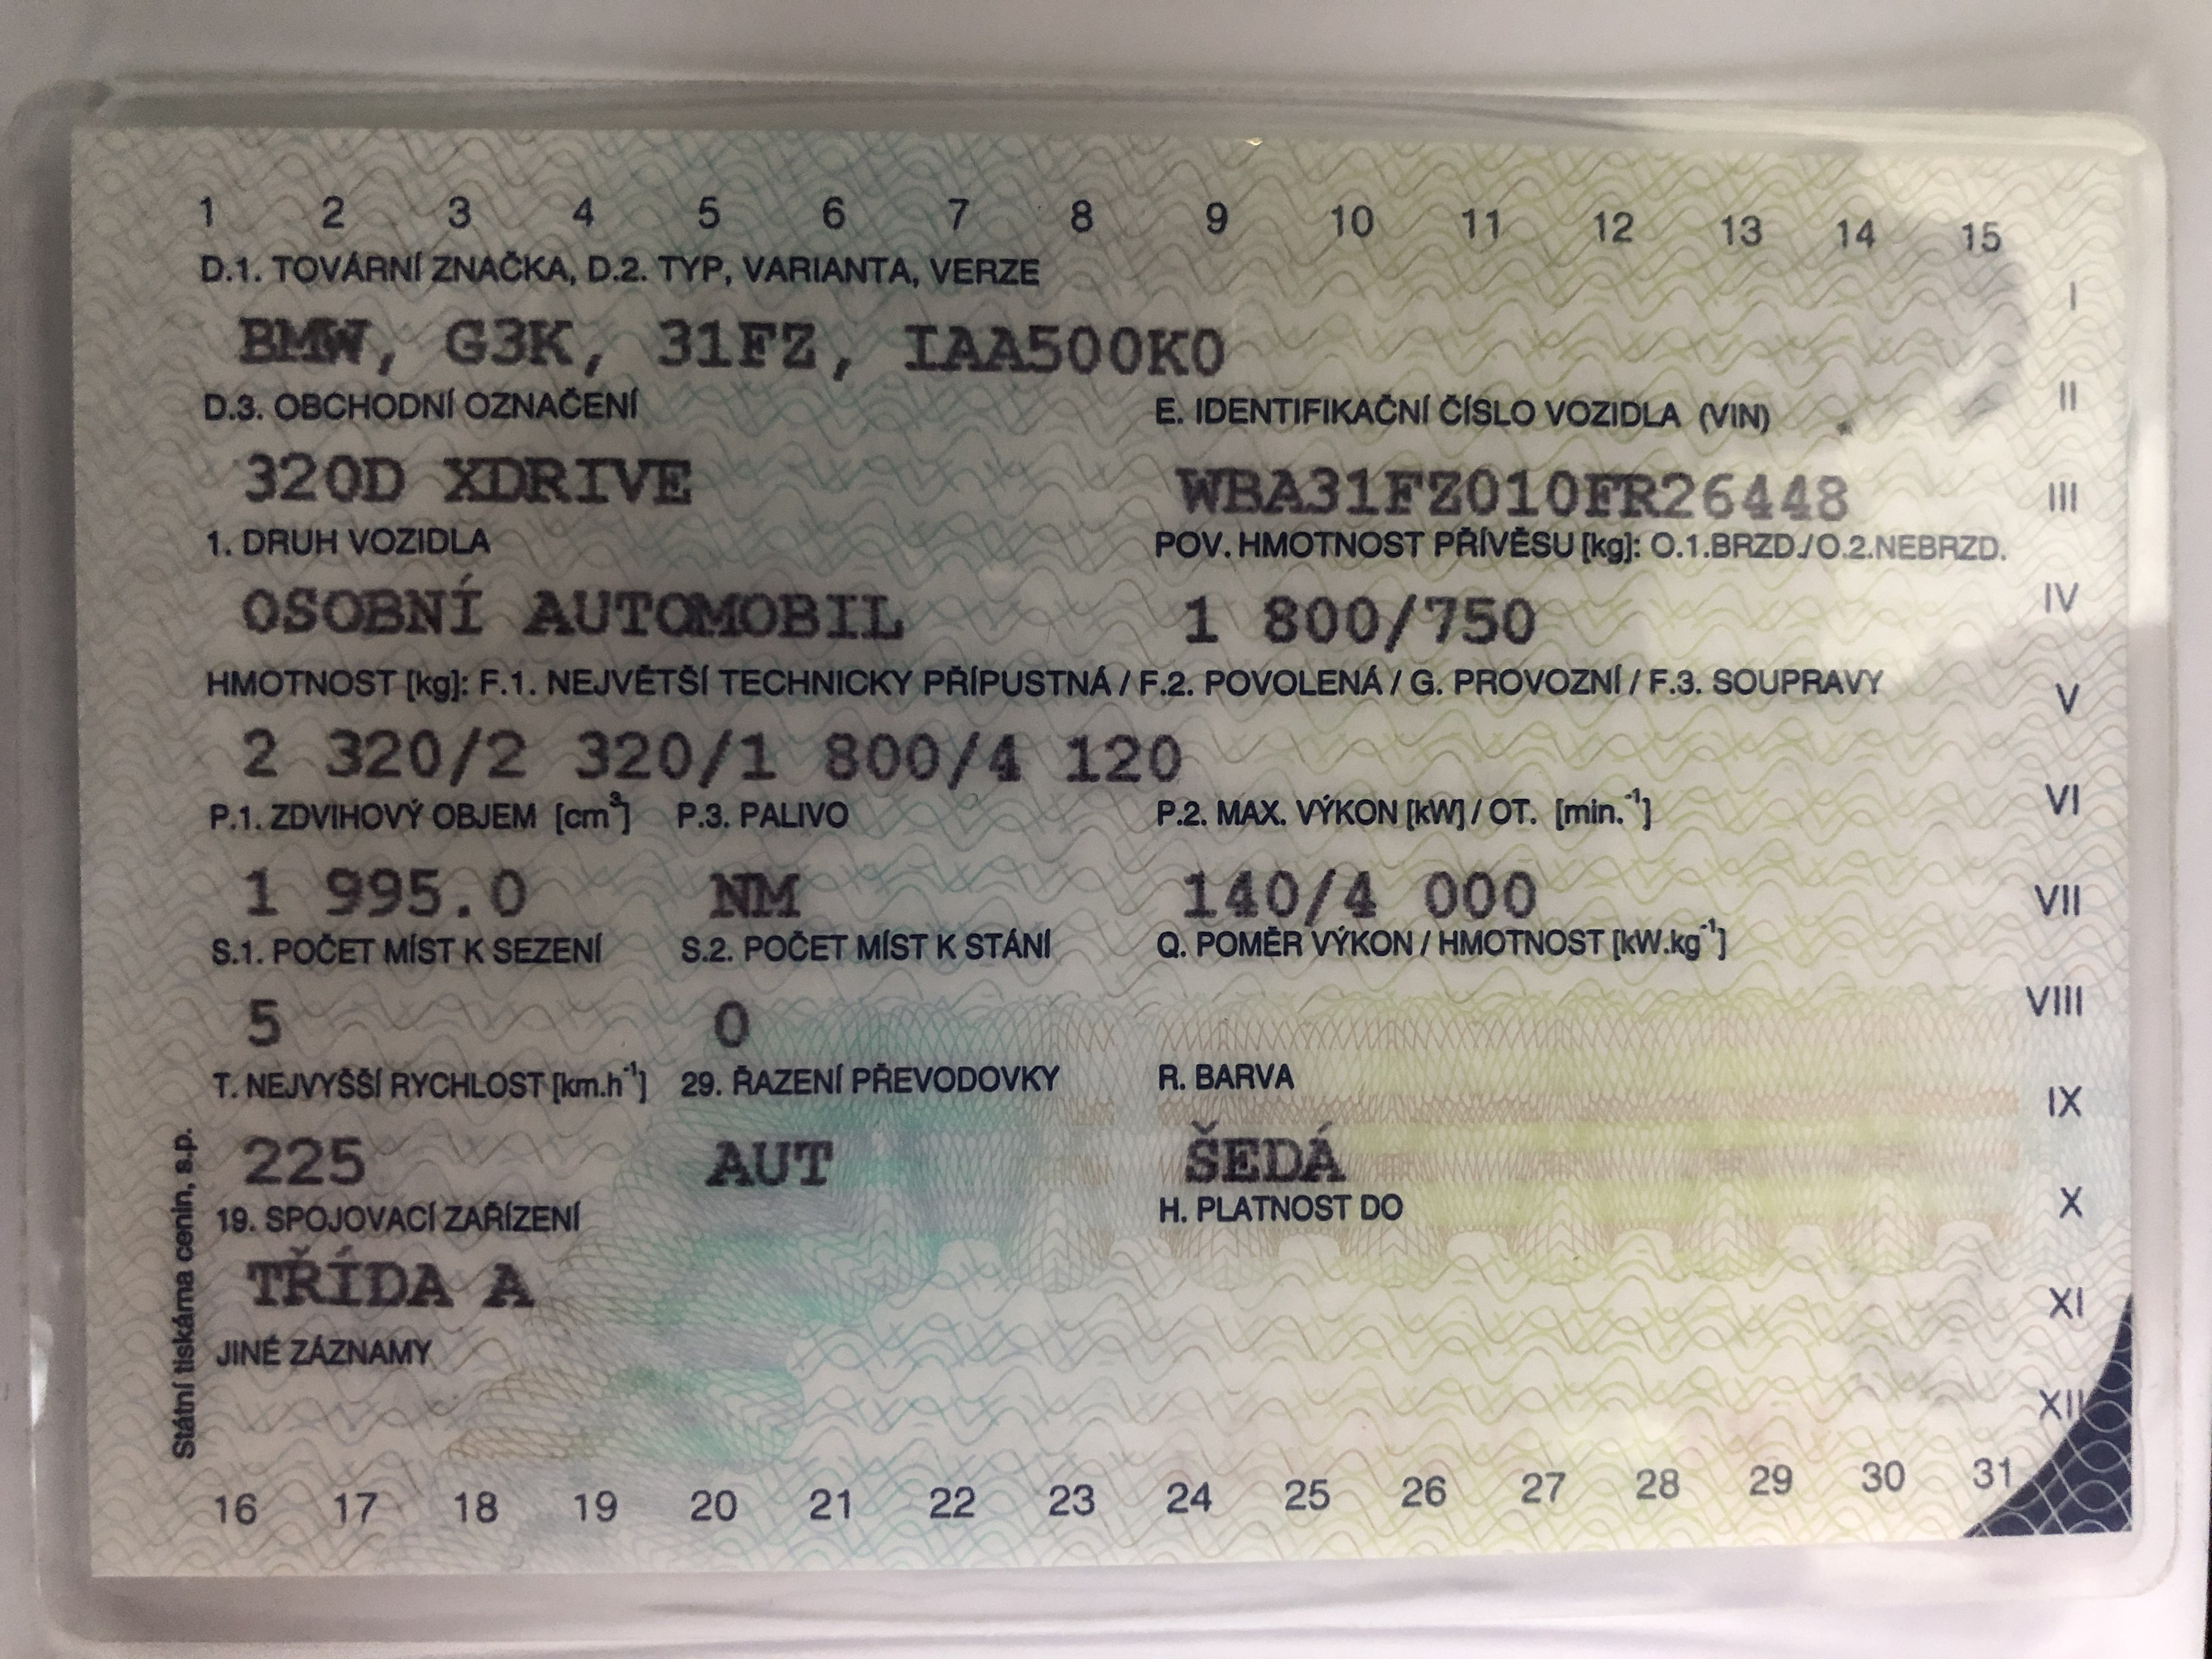 1 2 3 4 5 6 7 8 9 10 11 12 13 14 15
D.1. TOVÁRNÍ ZNAČKA, D.2. TYP, VARIANTA, VERZE
I
BMW, G3K, 31FZ, IAA500K0
D.3. OBCHODNÍ OZNAČENÍ E. IDENTIFIKAČNÍ ČÍSLO VOZIDLA (VIN)
II
320D XDRIVE WBA31FZ010FR26448
III
1. DRUH VOZIDLA POV. HMOTNOST PŘÍVĚSU [kg]: O.1.BRZD./O.2.NEBRZD.
OSOBNÍ AUTOMOBIL 1 800/750
IV
HMOTNOST [kg]: F.1. NEJVĚTŠÍ TECHNICKY PŘÍPUSTNÁ / F.2. POVOLENÁ / G. PROVOZNÍ / F.3. SOUPRAVY
V
2 320/2 320/1 800/4 120
P.1. ZDVIHOVÝ OBJEM [cm³] P.3. PALIVO P.2. MAX. VÝKON [kW] / OT. [min.⁻¹]
VI
1 995.0 NM 140/4 000
VII
S.1. POČET MÍST K SEZENÍ S.2. POČET MÍST K STÁNÍ Q. POMĚR VÝKON / HMOTNOST [kW.kg⁻¹]
VIII
5 0
T. NEJVYŠŠÍ RYCHLOST [km.h⁻¹] 29. ŘAZENÍ PŘEVODOVKY R. BARVA
IX
225 AUT ŠEDÁ
19. SPOJOVACÍ ZAŘÍZENÍ H. PLATNOST DO
X
TŘÍDA A
XI
JINÉ ZÁZNAMY
XII
Státní tiskárna cenin, s.p.
16 17 18 19 20 21 22 23 24 25 26 27 28 29 30 31